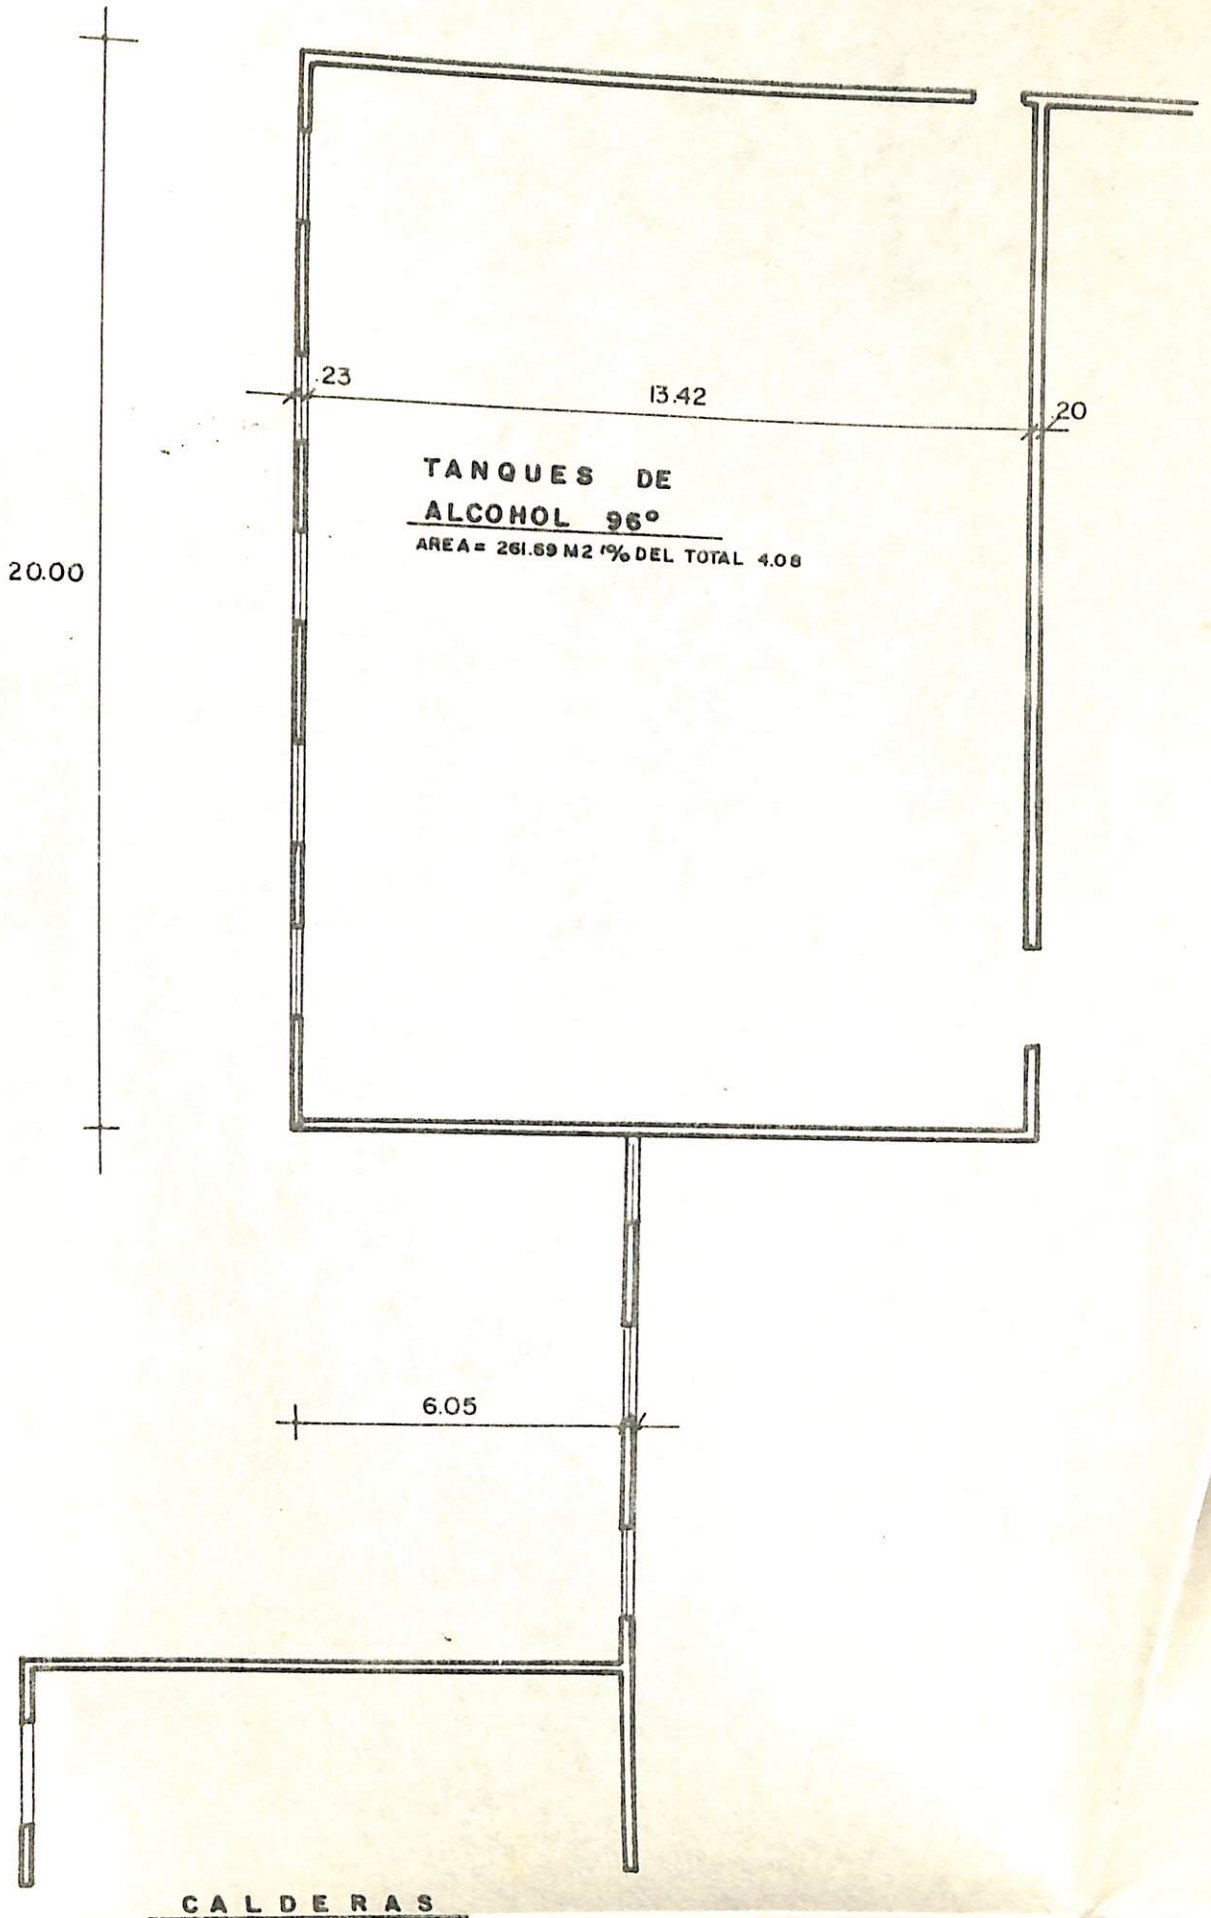 .23
13.42
.20
TANQUES DE
ALCOHOL 96°
AREA = 261.69 M2 % DEL TOTAL 4.08
20.00
6.05
CALDERAS